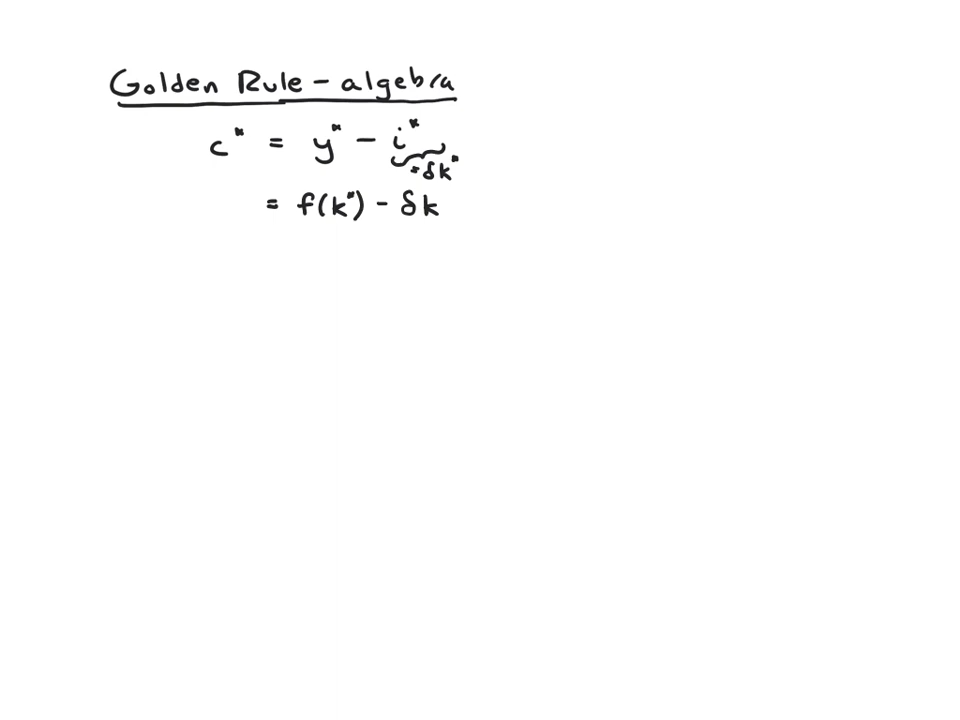 Golden Rule - algebra
c* = y* - i*
= δk*
= f(k*) - δk